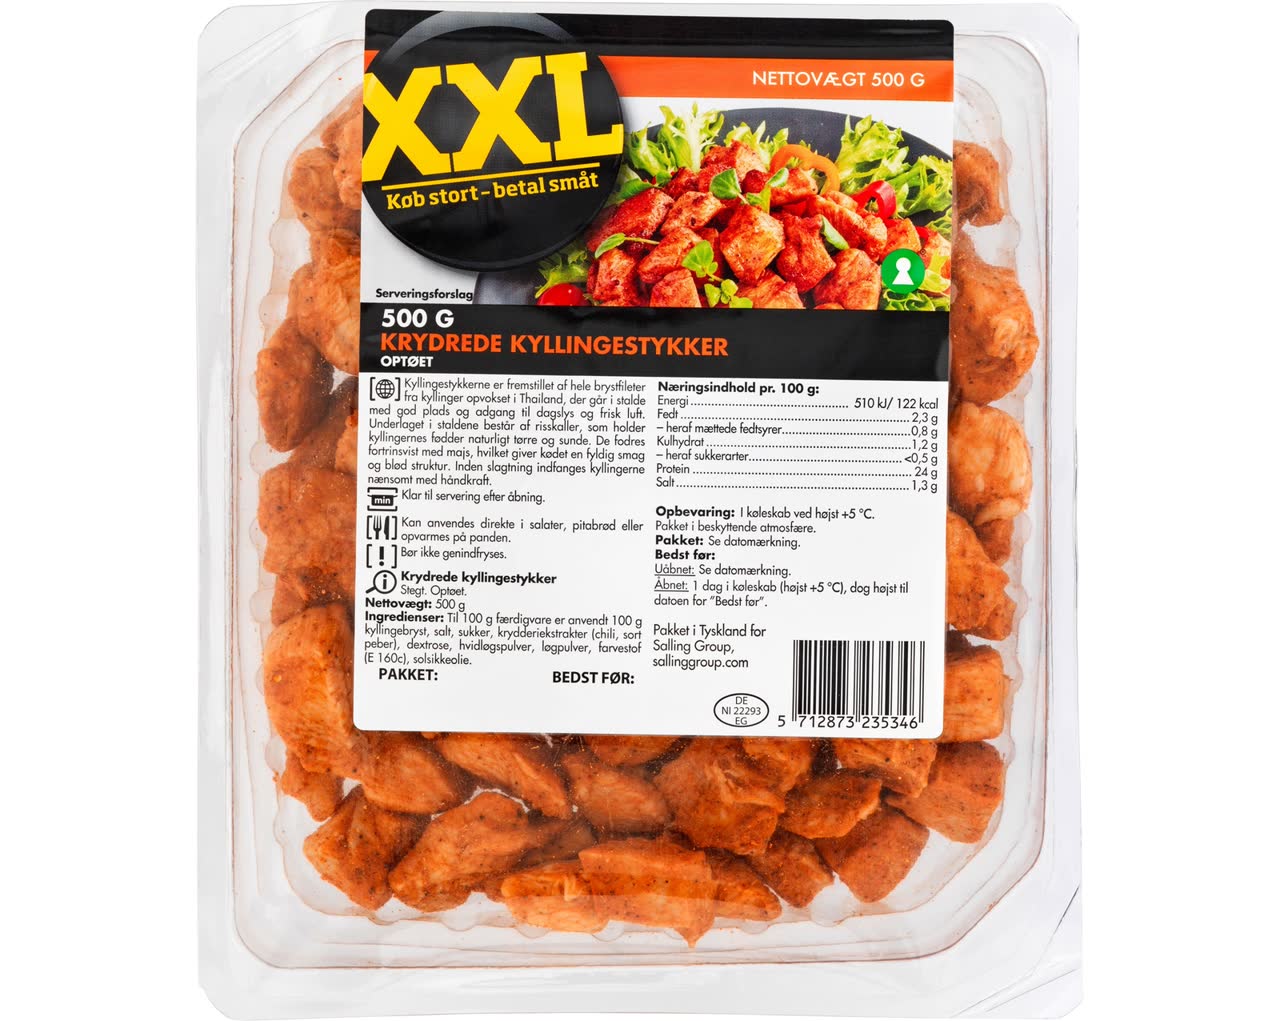 XXL
Køb stort - betal småt
NETTOVÆGT 500 G
Serveringsforslag
500 G
KRYDREDE KYLLINGESTYKKER
OPTØET
Kyllingestykkerne er fremstillet af hele brystfileter
fra kyllinger opvokset i Thailand, der går i stalde
med god plads og adgang til dagslys og frisk luft.
Underlaget i staldene består af risskaller, som holder
kyllingernes fødder naturligt tørre og sunde. De fodres
fortrinsvist med majs, hvilket giver kødet en fyldig smag
og blød struktur. Inden slagtning indfanges kyllingerne
nænsomt med håndkraft.
min
Klar til servering efter åbning.
Kan anvendes direkte i salater, pitabrød eller
opvarmes på panden.
!
Bør ikke genindfryses.
i
Krydrede kyllingestykker
Stegt. Optøet.
Nettovægt: 500 g
Ingredienser: Til 100 g færdigvare er anvendt 100 g
kyllingebryst, salt, sukker, krydderiekstrakter (chili, sort
peber), dextrose, hvidløgspulver, løgpulver, farvestof
(E 160c), solsikkeolie.
PAKKET: BEDST FØR:
Næringsindhold pr. 100 g:
Energi 510 kJ/ 122 kcal
Fedt 2,3 g
– heraf mættede fedtsyrer 0,8 g
Kulhydrat 1,2 g
– heraf sukkerarter <0,5 g
Protein 24 g
Salt 1,3 g
Opbevaring: I køleskab ved højst +5 °C.
Pakket i beskyttende atmosfære.
Pakket: Se datomærkning.
Bedst før:
Uåbnet: Se datomærkning.
Åbnet: 1 dag i køleskab (højst +5 °C), dog højst til
datoen for "Bedst før".
Pakket i Tyskland for
Salling Group,
sallinggroup.com
DE
NI 22293
EG
5 712873 235346